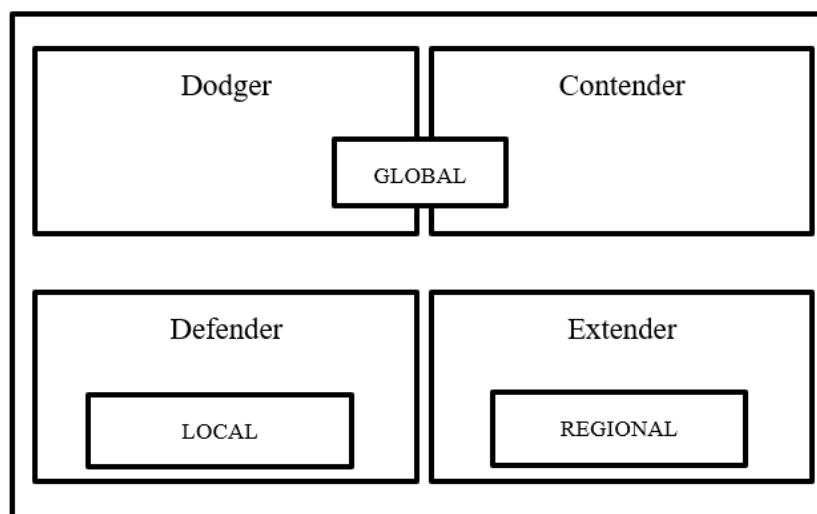 Dodger
Contender
GLOBAL
Defender
Extender
LOCAL
REGIONAL